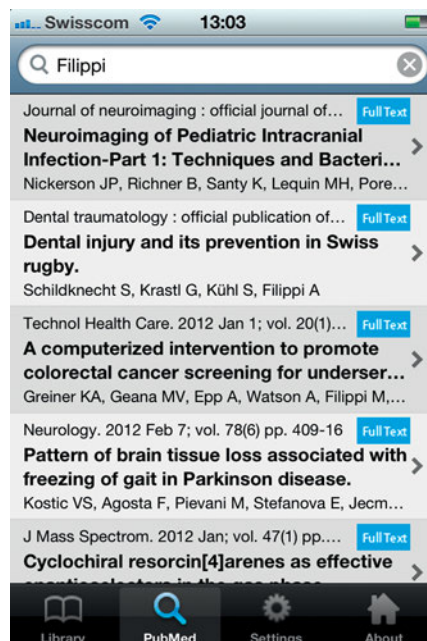 Swisscom 13:03
Filippi
Journal of neuroimaging : official journal of… Full Text
Neuroimaging of Pediatric Intracranial
Infection-Part 1: Techniques and Bacteri…
Nickerson JP, Richner B, Santy K, Lequin MH, Pore…
Dental traumatology : official publication of… Full Text
Dental injury and its prevention in Swiss
rugby.
Schildknecht S, Krastl G, Kühl S, Filippi A
Technol Health Care. 2012 Jan 1; vol. 20(1)… Full Text
A computerized intervention to promote
colorectal cancer screening for underser…
Greiner KA, Geana MV, Epp A, Watson A, Filippi M,…
Neurology. 2012 Feb 7; vol. 78(6) pp. 409-16 Full Text
Pattern of brain tissue loss associated with
freezing of gait in Parkinson disease.
Kostic VS, Agosta F, Pievani M, Stefanova E, Jecm…
J Mass Spectrom. 2012 Jan; vol. 47(1) pp.… Full Text
Cyclochiral resorcin[4]arenes as effective
enantioselectors in the gas phase
Library PubMed Settings About